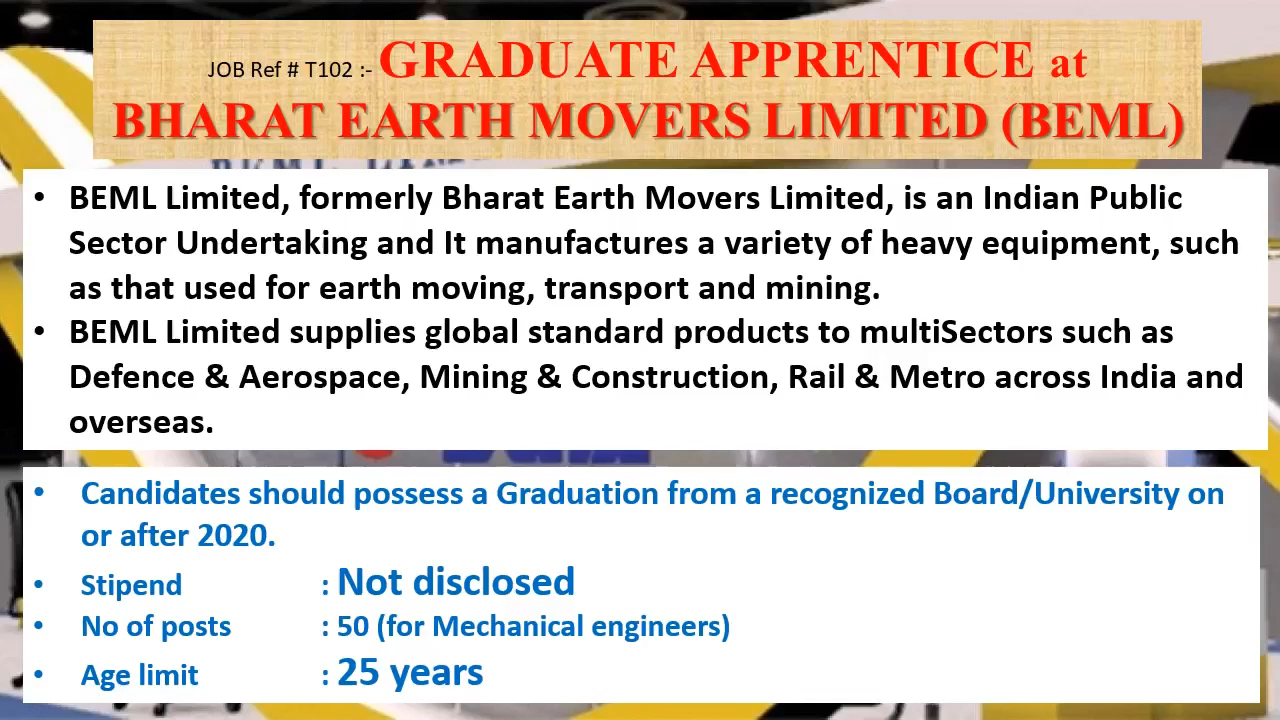 JOB Ref # T102 :- GRADUATE APPRENTICE at
BHARAT EARTH MOVERS LIMITED (BEML)
• BEML Limited, formerly Bharat Earth Movers Limited, is an Indian Public
Sector Undertaking and It manufactures a variety of heavy equipment, such
as that used for earth moving, transport and mining.
• BEML Limited supplies global standard products to multiSectors such as
Defence & Aerospace, Mining & Construction, Rail & Metro across India and
overseas.
• Candidates should possess a Graduation from a recognized Board/University on
or after 2020.
• Stipend : Not disclosed
• No of posts : 50 (for Mechanical engineers)
• Age limit : 25 years